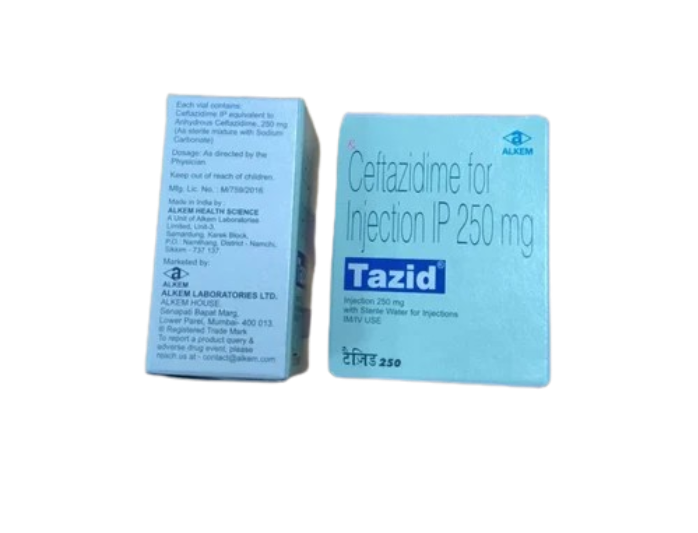 Each vial contains:
Ceftazidime IP equivalent to
Anhydrous Ceftazidime..250 mg
(As sterile mixture with Sodium
Carbonate)
Dosage: As directed by the
Physician
Keep out of reach of children.
Mfg. Lic. No. : M/759/2016
Made in India by :
ALKEM HEALTH SCIENCE
A Unit of Alkem Laboratories
Limited, Unit-3,
Samardung, Karek Block,
P.O.: Namthang, District - Namchi,
Sikkim - 737 137.
Marketed by:
a
ALKEM
ALKEM LABORATORIES LTD.
ALKEM HOUSE,
Senapati Bapat Marg,
Lower Parel, Mumbai- 400 013.
® Registered Trade Mark
To report a product query &
adverse drug event, please
reach us at - contact@alkem.com
a
ALKEM
Ceftazidime for
Injection IP 250 mg
Tazid®
Injection 250 mg
with Sterile Water for Injections
IM/IV USE
टैज़िड 250